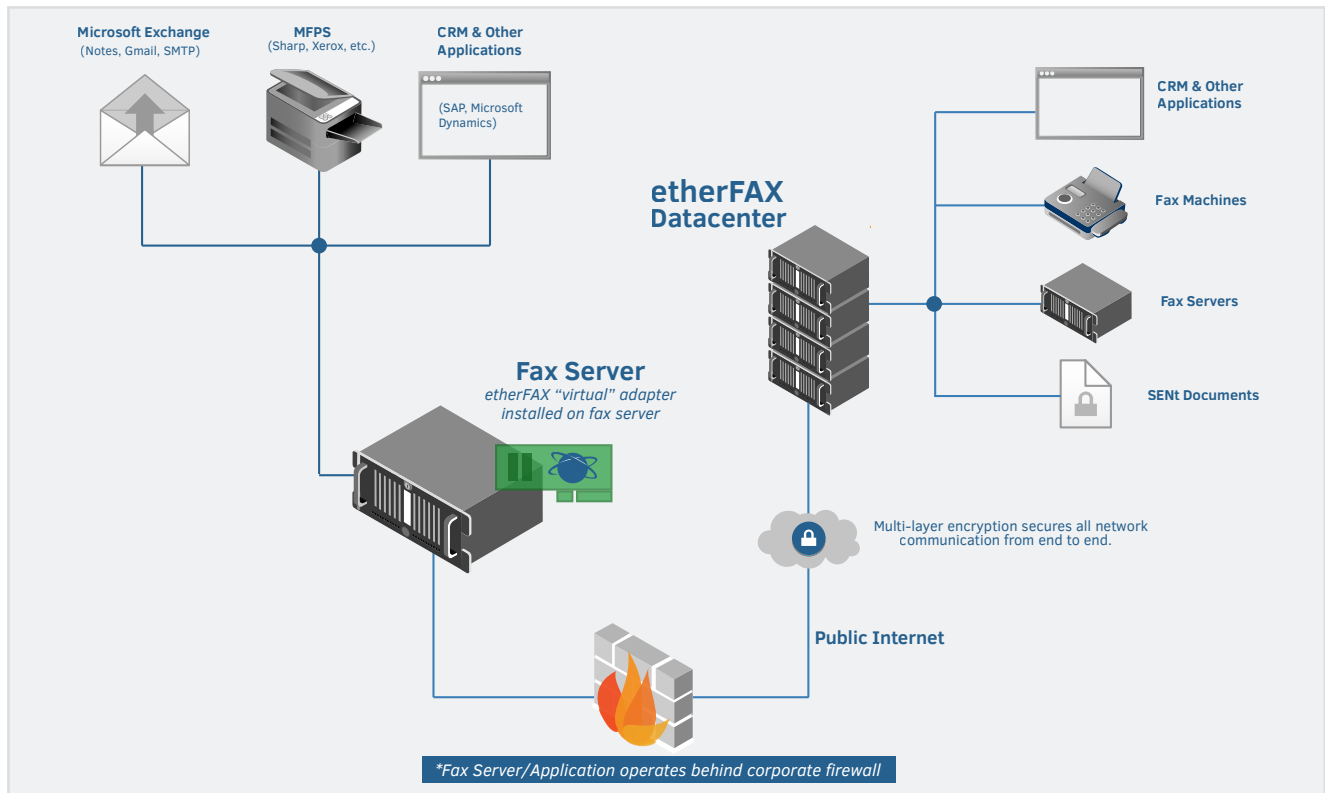 Microsoft Exchange
(Notes, Gmail, SMTP)
MFPS
(Sharp, Xerox, etc.)
CRM & Other
Applications
(SAP, Microsoft
Dynamics)
CRM & Other
Applications
etherFAX
Datacenter
Fax Machines
Fax Servers
SENt Documents
Fax Server
etherFAX “virtual” adapter
installed on fax server
Multi-layer encryption secures all network
communication from end to end.
Public Internet
*Fax Server/Application operates behind corporate firewall